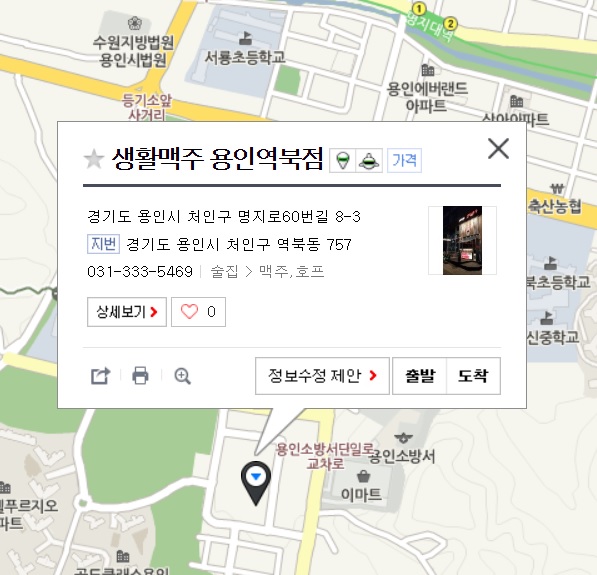 1
2
명지대역
수원지방법원
용인시법원
서룡초등학교
용인에버랜드
아파트
등기소앞
사거리
삼아아파트
생활맥주 용인역북점
가격
경기도 용인시 처인구 명지로60번길 8-3
지번 경기도 용인시 처인구 역북동 757
031-333-5469 | 술집 > 맥주,호프
상세보기
0
정보수정 제안
출발
도착
축산농협
북초등학교
신중학교
용인소방서단일로
교차로
용인소방서
이마트
푸르지오
파트